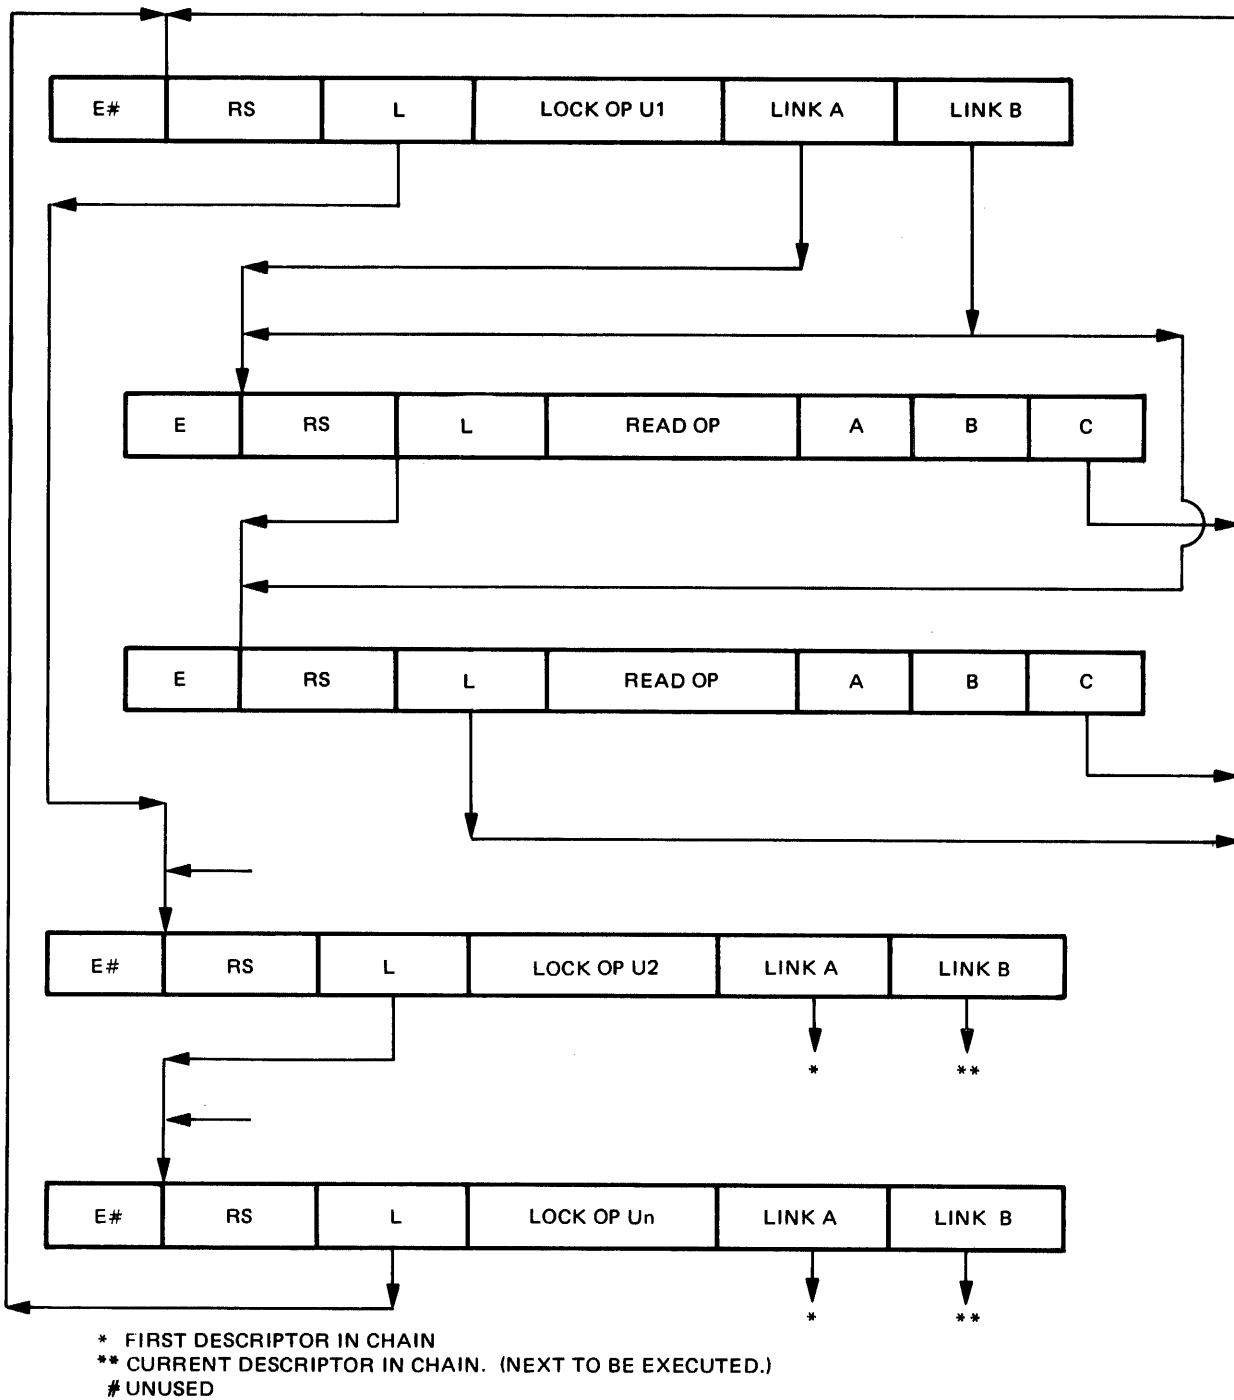 E# RS L LOCK OP U1 LINK A LINK B
E RS L READ OP A B C
E RS L READ OP A B C
E# RS L LOCK OP U2 LINK A LINK B
* **
E# RS L LOCK OP Un LINK A LINK B
* **
* FIRST DESCRIPTOR IN CHAIN
** CURRENT DESCRIPTOR IN CHAIN. (NEXT TO BE EXECUTED.)
# UNUSED